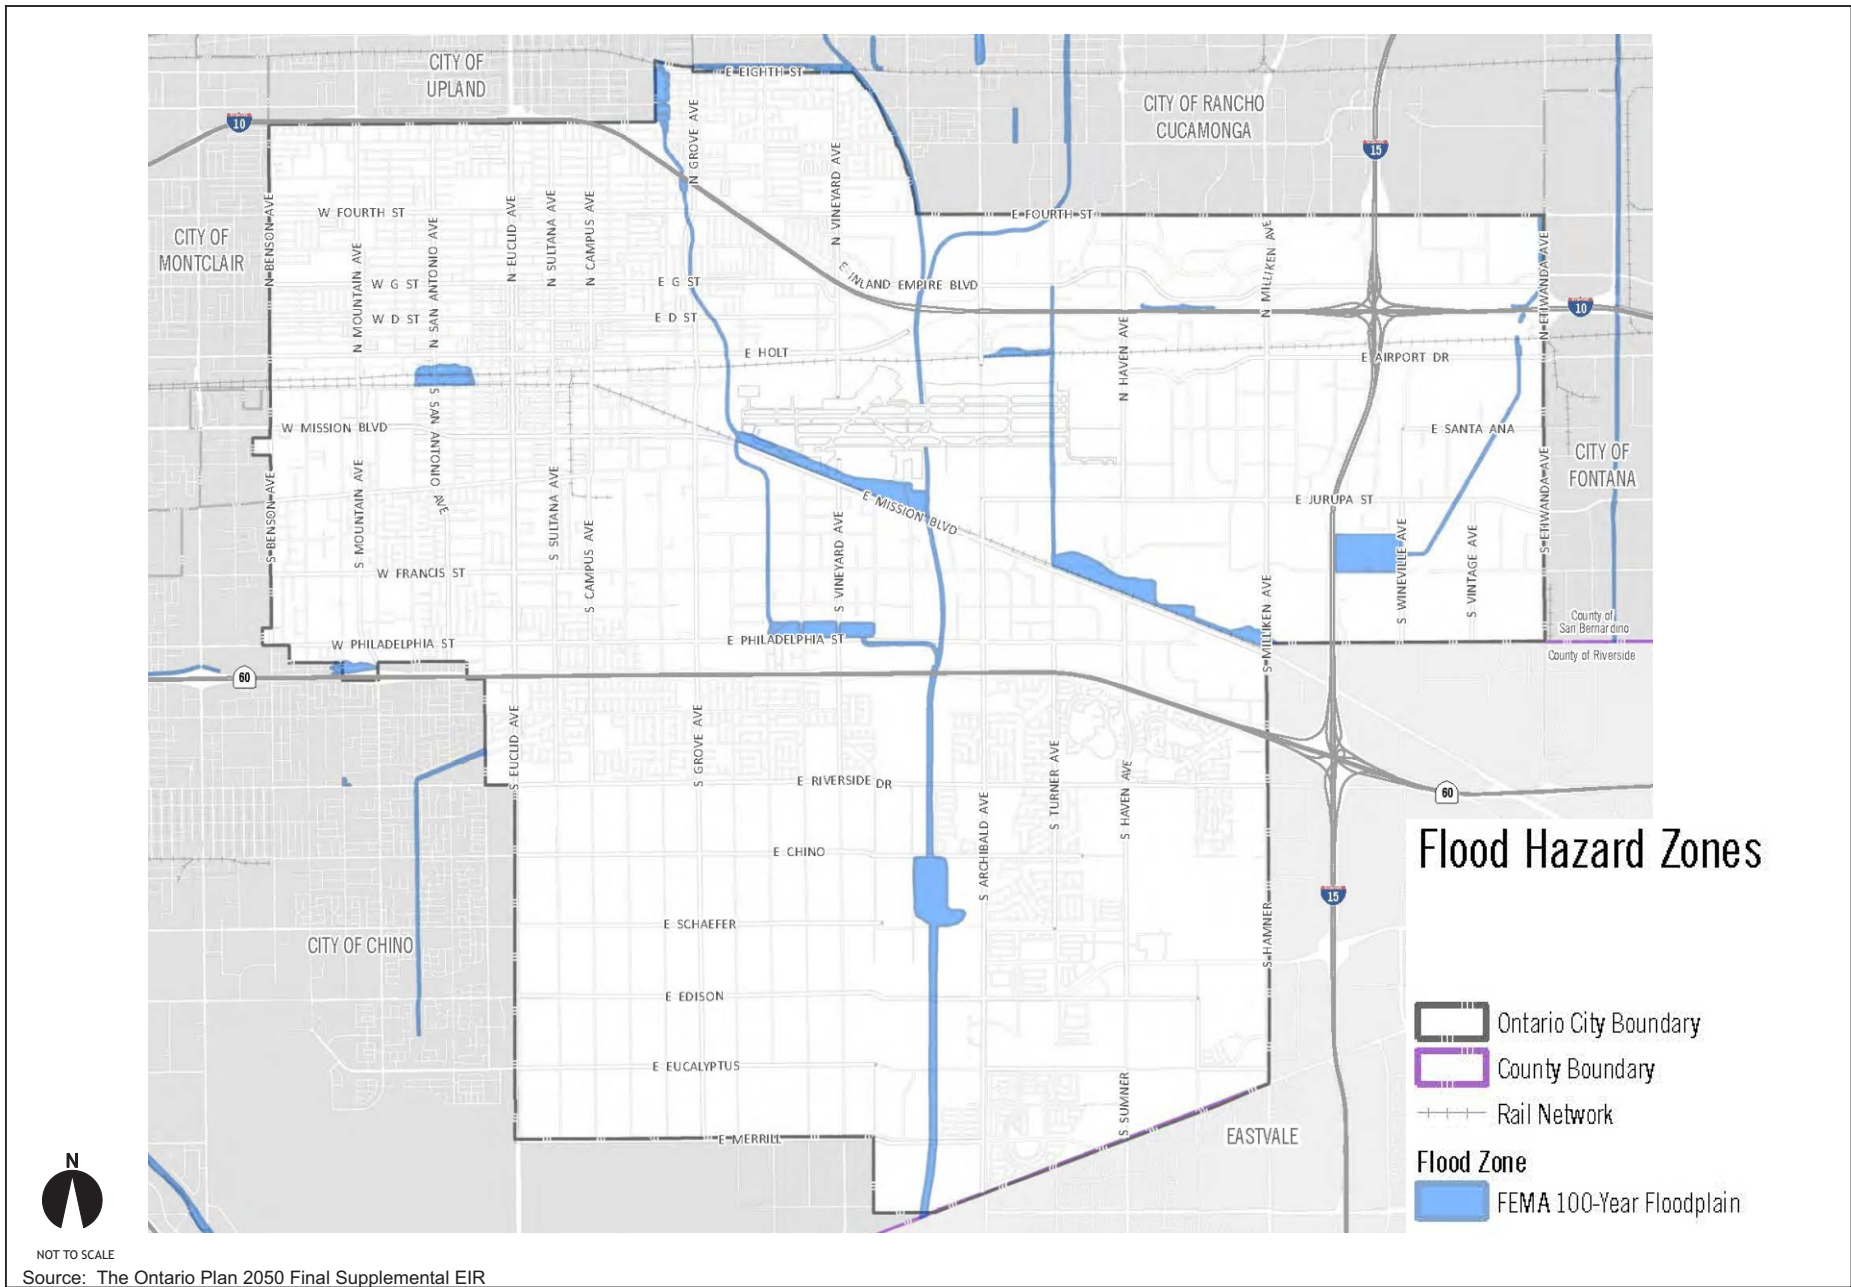 CITY OF
UPLAND
E EIGHTH ST
CITY OF RANCHO
CUCAMONGA
10
15
N GROVE AVE
N VINEYARD AVE
N BENSON AVE
W FOURTH ST
E FOURTH ST
CITY OF
MONTCLAIR
N MOUNTAIN AVE
N SAN ANTONIO AVE
N EUCLID AVE
N SULTANA AVE
N CAMPUS AVE
N MILLIKEN AVE
N ETIWANDA AVE
W G ST
E G ST
E INLAND EMPIRE BLVD
W D ST
E D ST
10
E HOLT
N HAVEN AVE
E AIRPORT DR
W MISSION BLVD
S SAN ANTONIO AVE
E SANTA ANA
CITY OF
FONTANA
S BENSON AVE
S MOUNTAIN AVE
S SULTANA AVE
S CAMPUS AVE
E MISSION BLVD
S VINEYARD AVE
E JURUPA ST
S WINEVILLE AVE
S VINTAGE AVE
S ETIWANDA AVE
W FRANCIS ST
S MILLIKEN AVE
County of
San Bernardino
County of Riverside
W PHILADELPHIA ST
E PHILADELPHIA ST
60
S EUCLID AVE
S GROVE AVE
E RIVERSIDE DR
S ARCHIBALD AVE
S TURNER AVE
S HAVEN AVE
60
E CHINO
15
CITY OF CHINO
E SCHAEFER
S HAMNER
E EDISON
E EUCALYPTUS
S SUMNER
E MERRILL
EASTVALE
Flood Hazard Zones
Ontario City Boundary
County Boundary
Rail Network
Flood Zone
FEMA 100-Year Floodplain
N
NOT TO SCALE
Source: The Ontario Plan 2050 Final Supplemental EIR